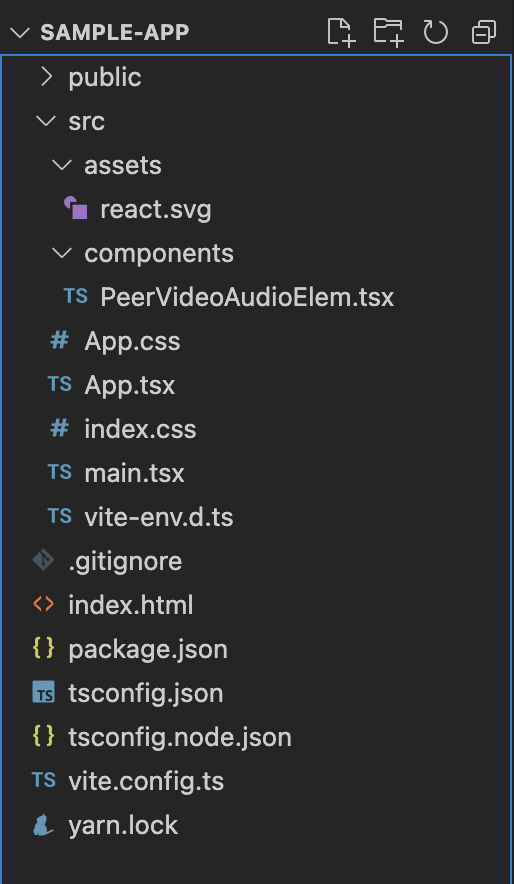 SAMPLE-APP
public
src
assets
react.svg
components
TS PeerVideoAudioElem.tsx
# App.css
TS App.tsx
# index.css
TS main.tsx
TS vite-env.d.ts
.gitignore
<> index.html
{} package.json
TS tsconfig.json
{} tsconfig.node.json
TS vite.config.ts
yarn.lock